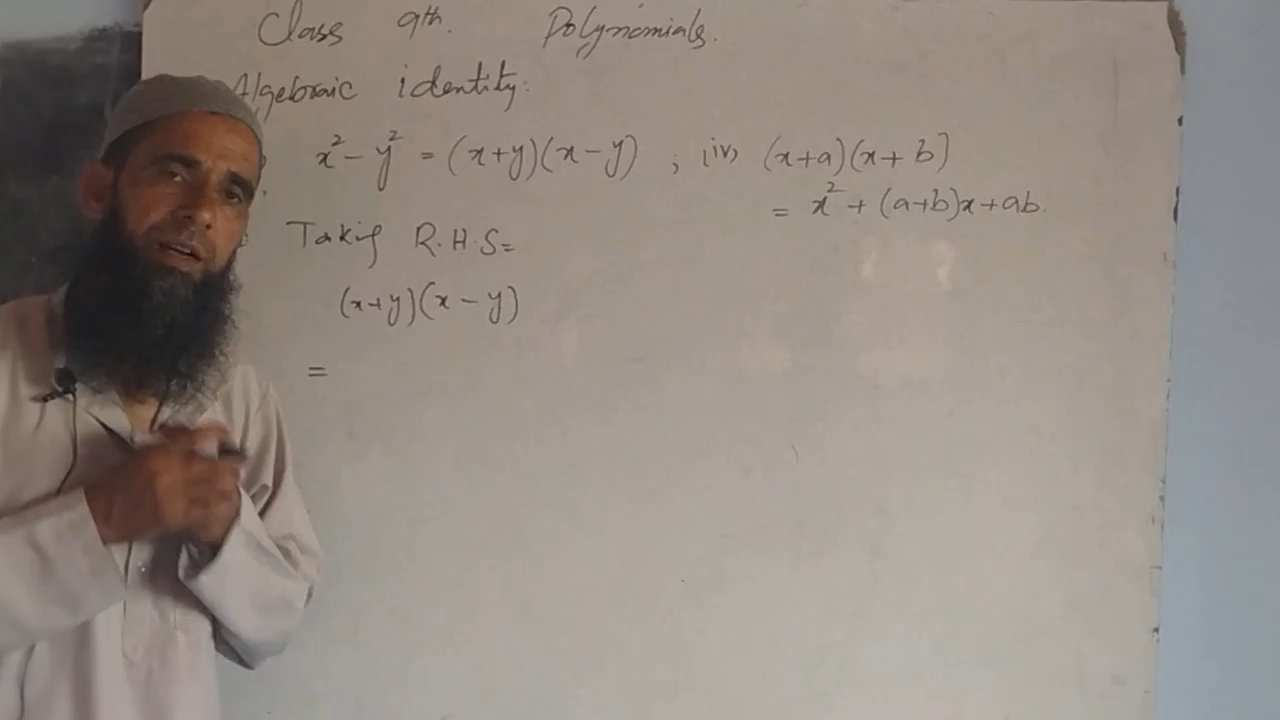 Class 9th. Polynomials.
Algebraic identity:
x² - y² = (x+y)(x-y) ; (iv) (x+a)(x+b)
= x² + (a+b)x + ab.
Taking R.H.S =
(x+y)(x-y)
=